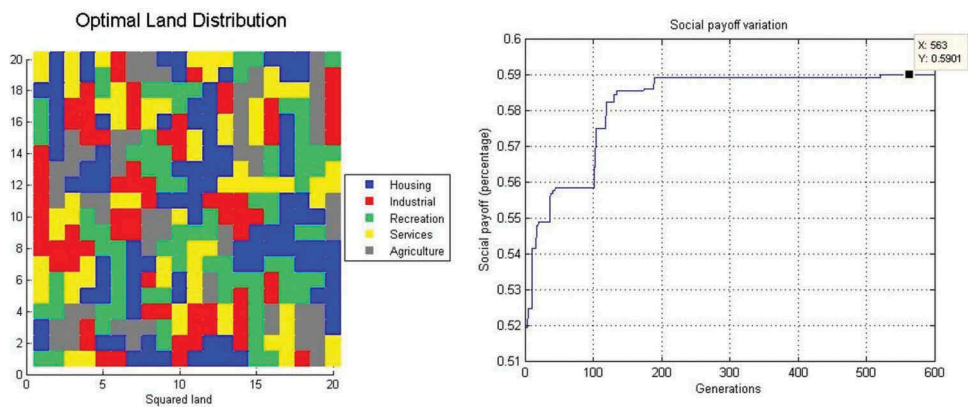 Optimal Land Distribution
20
18
16
14
12
10
8
6
4
2
0
0
5
10
15
20
Squared land
Housing
Industrial
Recreation
Services
Agriculture
Social payoff variation
X: 563
Y: 0.5901
0.6
0.59
0.58
0.57
0.56
0.55
0.54
0.53
0.52
0.51
Social payoff (percentage)
0
100
200
300
400
500
600
Generations